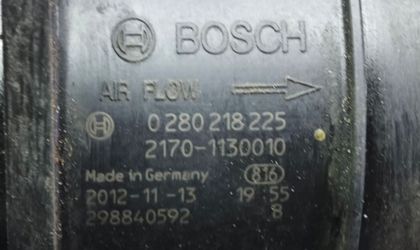 BOSCH
AIR FLOW
0 280 218 225
2170-1130010
Made in Germany 816
2012-11-13 19 55
298840592 8